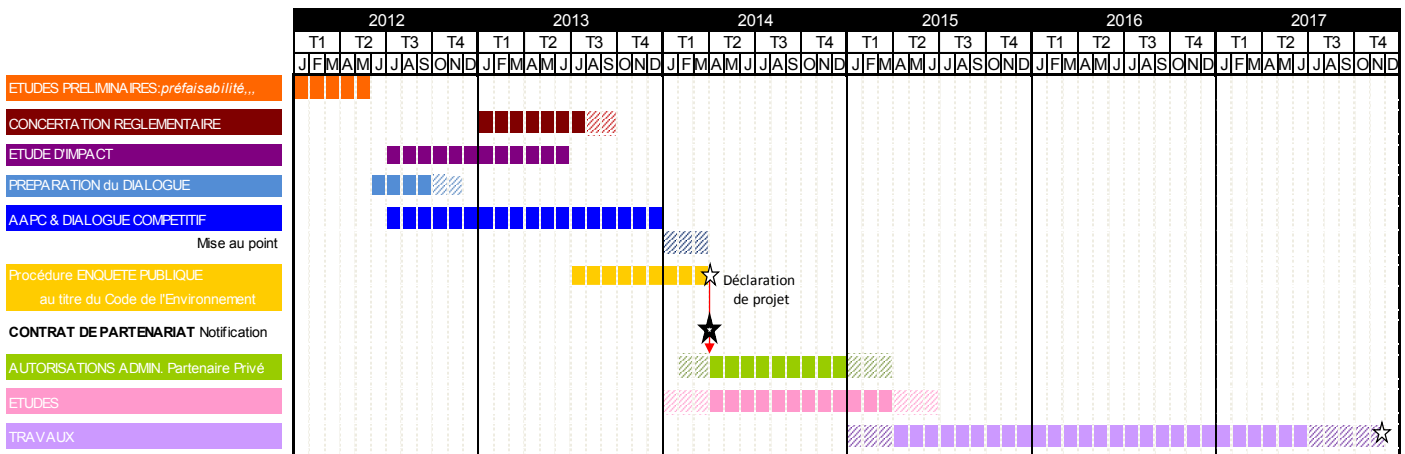 2012 2013 2014 2015 2016 2017
T1 T2 T3 T4 T1 T2 T3 T4 T1 T2 T3 T4 T1 T2 T3 T4 T1 T2 T3 T4 T1 T2 T3 T4
J F M A M J J A S O N D J F M A M J J A S O N D J F M A M J J A S O N D J F M A M J J A S O N D J F M A M J J A S O N D J F M A M J J A S O N D
ETUDES PRELIMINAIRES:préfaisabilité,,,
CONCERTATION REGLEMENTAIRE
ETUDE D'IMPACT
PREPARATION du DIALOGUE
AAPC & DIALOGUE COMPETITIF
Mise au point
Procédure ENQUETE PUBLIQUE
au titre du Code de l'Environnement
Déclaration
de projet
CONTRAT DE PARTENARIAT Notification
AUTORISATIONS ADMIN. Partenaire Privé
ETUDES
TRAVAUX